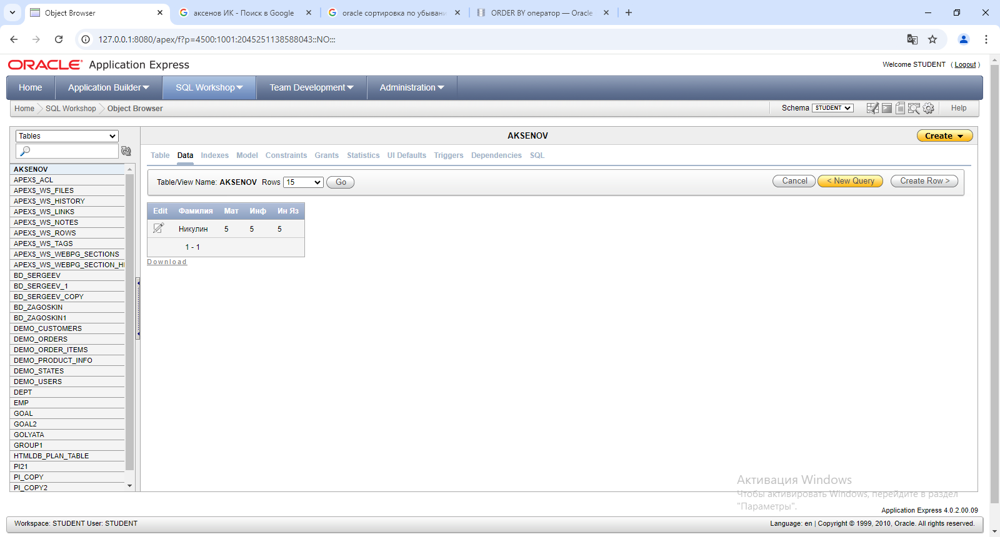 Object Browser
аксенов ИК - Поиск в Google
oracle сортировка по убывани
ORDER BY оператор — Oracle
127.0.0.1:8080/apex/f?p=4500:1001:2045251138588043::NO:::
ORACLE Application Express
Welcome STUDENT ( Logout )
Home
Application Builder
SQL Workshop
Team Development
Administration
Home
SQL Workshop
Object Browser
Schema
STUDENT
Help
Tables
AKSENOV
APEX$_ACL
APEX$_WS_FILES
APEX$_WS_HISTORY
APEX$_WS_LINKS
APEX$_WS_NOTES
APEX$_WS_ROWS
APEX$_WS_TAGS
APEX$_WS_WEBPG_SECTIONS
APEX$_WS_WEBPG_SECTION_HI
BD_SERGEEV
BD_SERGEEV_1
BD_SERGEEV_COPY
BD_ZAGOSKIN
BD_ZAGOSKIN1
DEMO_CUSTOMERS
DEMO_ORDERS
DEMO_ORDER_ITEMS
DEMO_PRODUCT_INFO
DEMO_STATES
DEMO_USERS
DEPT
EMP
GOAL
GOAL2
GOLYATA
GROUP1
HTMLDB_PLAN_TABLE
PI21
PI_COPY
PI_COPY2
AKSENOV
Create
Table Data Indexes Model Constraints Grants Statistics UI Defaults Triggers Dependencies SQL
Table/View Name: AKSENOV Rows 15 Go
Cancel
< New Query
Create Row >
Edit Фамилия Мат Инф Ин Яз
Никулин 5 5 5
1 - 1
Download
Активация Windows
Чтобы активировать Windows, перейдите в раздел
"Параметры".
Application Express 4.0.2.00.09
Workspace: STUDENT User: STUDENT
Language: en | Copyright © 1999, 2010, Oracle. All rights reserved.